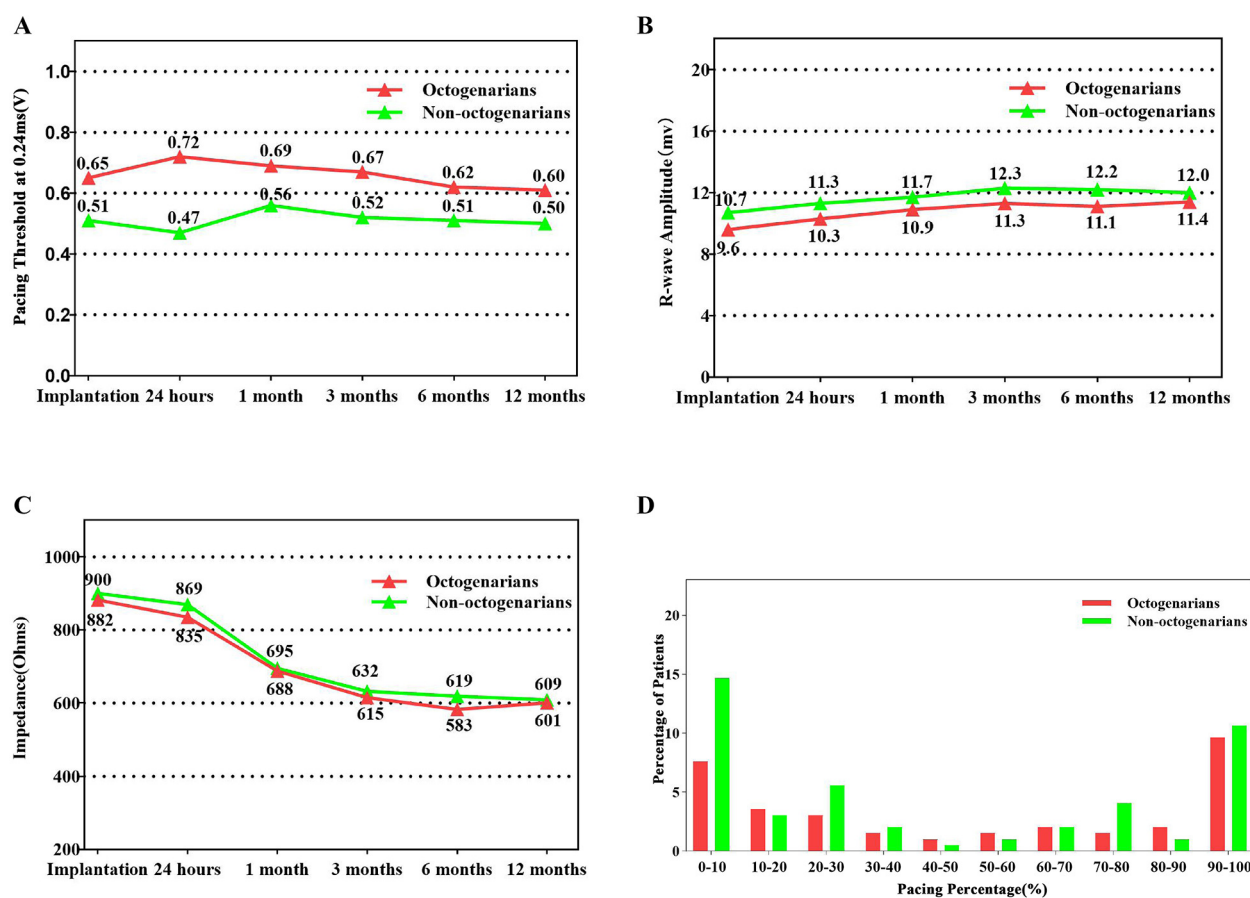 A
Pacing Threshold at 0.24ms(V)
1.0
0.8
0.6
0.4
0.2
0.0
Octogenarians
Non-octogenarians
0.65
0.72
0.69
0.67
0.62
0.60
0.51
0.47
0.56
0.52
0.51
0.50
Implantation 24 hours 1 month 3 months 6 months 12 months
B
R-wave Amplitude(mv)
20
16
12
8
4
0
Octogenarians
Non-octogenarians
10.7
11.3
11.7
12.3
12.2
12.0
9.6
10.3
10.9
11.3
11.1
11.4
Implantation 24 hours 1 month 3 months 6 months 12 months
C
Impedance(Ohms)
1000
800
600
400
200
Octogenarians
Non-octogenarians
900
869
695
632
619
609
882
835
688
615
583
601
Implantation 24 hours 1 month 3 months 6 months 12 months
D
Percentage of Patients
20
15
10
5
0
Octogenarians
Non-octogenarians
0-10 10-20 20-30 30-40 40-50 50-60 60-70 70-80 80-90 90-100
Pacing Percentage(%)